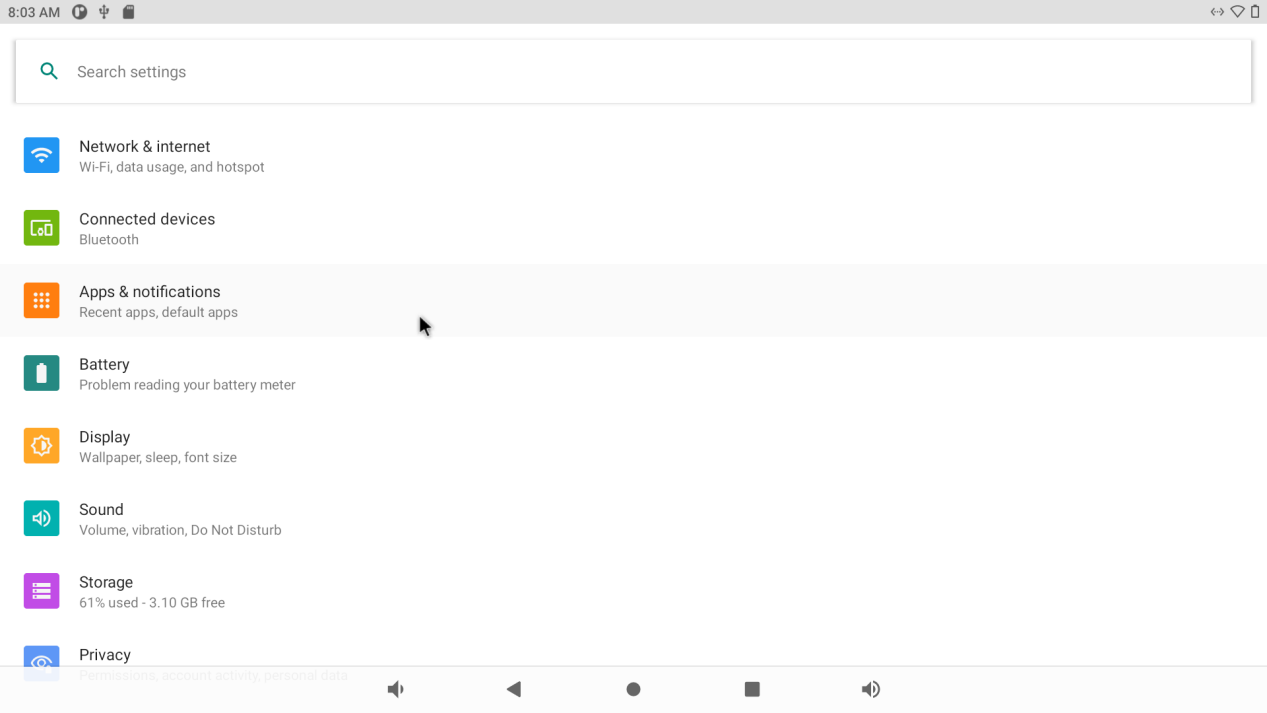 8:03 AM
Search settings
Network & internet
Wi-Fi, data usage, and hotspot
Connected devices
Bluetooth
Apps & notifications
Recent apps, default apps
Battery
Problem reading your battery meter
Display
Wallpaper, sleep, font size
Sound
Volume, vibration, Do Not Disturb
Storage
61% used - 3.10 GB free
Privacy
Permissions, account activity, personal data